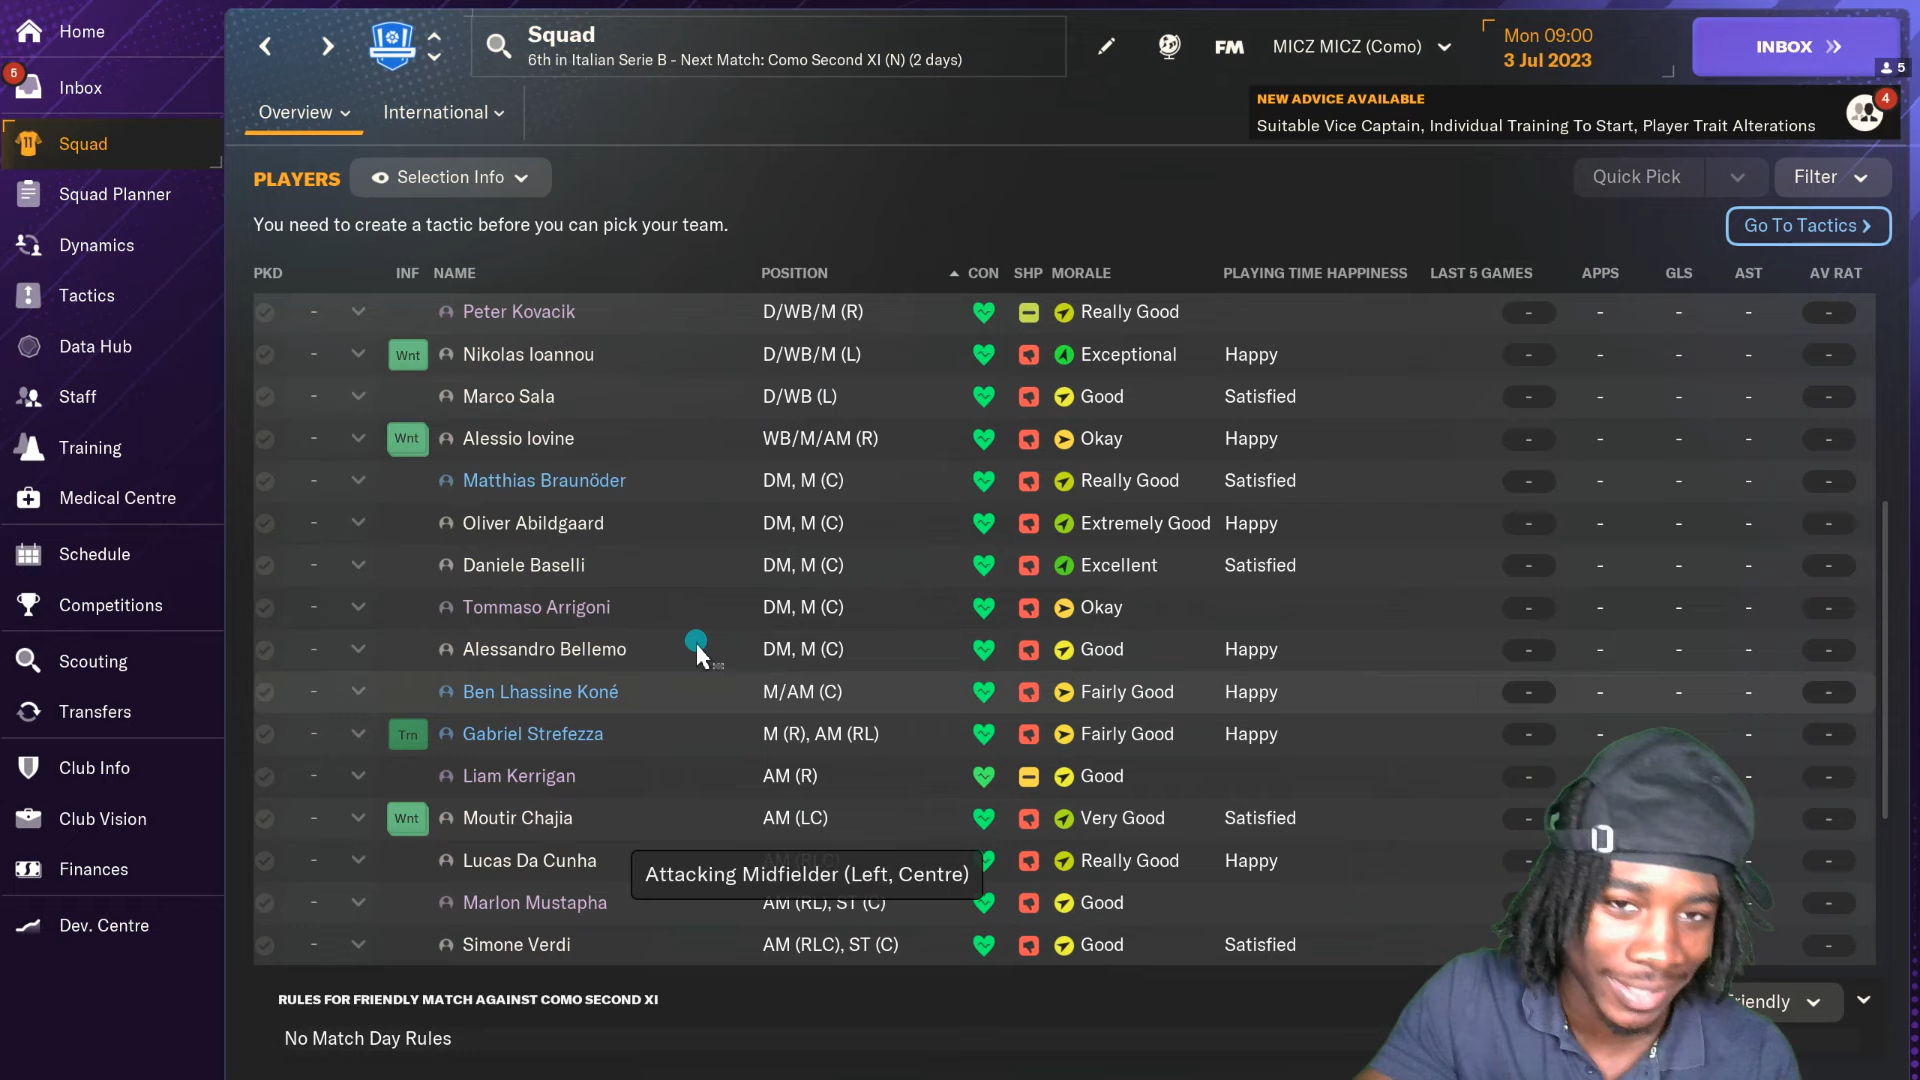 Home
5
Inbox
Squad
Squad Planner
Dynamics
Tactics
Data Hub
Staff
Training
Medical Centre
Schedule
Competitions
Scouting
Transfers
Club Info
Club Vision
Finances
Dev. Centre
Squad
6th in Italian Serie B - Next Match: Como Second XI (N) (2 days)
FM
MICZ MICZ (Como)
Mon 09:00
3 Jul 2023
INBOX
5
Overview
International
NEW ADVICE AVAILABLE
Suitable Vice Captain, Individual Training To Start, Player Trait Alterations
4
PLAYERS
Selection Info
Quick Pick
Filter
You need to create a tactic before you can pick your team.
Go To Tactics
PKD INF NAME POSITION CON SHP MORALE PLAYING TIME HAPPINESS LAST 5 GAMES APPS GLS AST AV RAT
- Peter Kovacik D/WB/M (R) Really Good - - - - -
- Wnt Nikolas Ioannou D/WB/M (L) Exceptional Happy - - - - -
- Marco Sala D/WB (L) Good Satisfied - - - - -
- Wnt Alessio Iovine WB/M/AM (R) Okay Happy - - - - -
- Matthias Braunöder DM, M (C) Really Good Satisfied - - - - -
- Oliver Abildgaard DM, M (C) Extremely Good Happy - - - - -
- Daniele Baselli DM, M (C) Excellent Satisfied - - - - -
- Tommaso Arrigoni DM, M (C) Okay - - - - -
- Alessandro Bellemo DM, M (C) Good Happy - - - - -
- Ben Lhassine Koné M/AM (C) Fairly Good Happy - - - - -
- Trn Gabriel Strefezza M (R), AM (RL) Fairly Good Happy - - - - -
- Liam Kerrigan AM (R) Good - - - -
- Wnt Moutir Chajia AM (LC) Very Good Satisfied - - -
- Lucas Da Cunha AM (RLC) Really Good Happy - - -
Attacking Midfielder (Left, Centre)
- Marlon Mustapha AM (RL), ST (C) Good - - -
- Simone Verdi AM (RLC), ST (C) Good Satisfied - -
RULES FOR FRIENDLY MATCH AGAINST COMO SECOND XI
No Match Day Rules